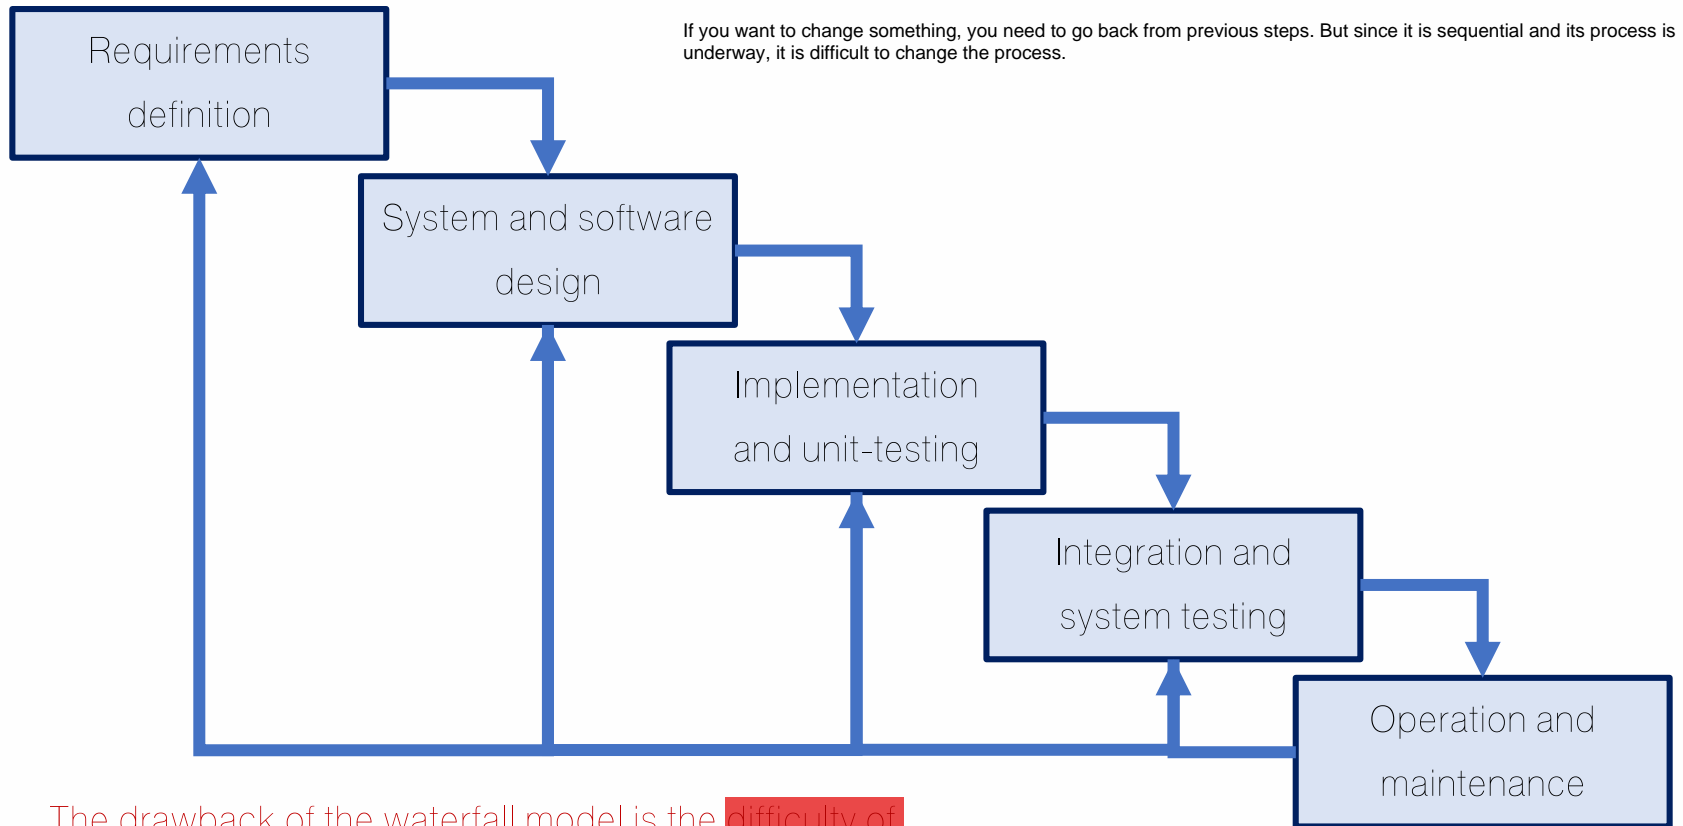 Requirements
definition
If you want to change something, you need to go back from previous steps. But since it is sequential and its process is
underway, it is difficult to change the process.
System and software
design
Implementation
and unit-testing
Integration and
system testing
Operation and
maintenance
The drawback of the waterfall model is the difficulty of